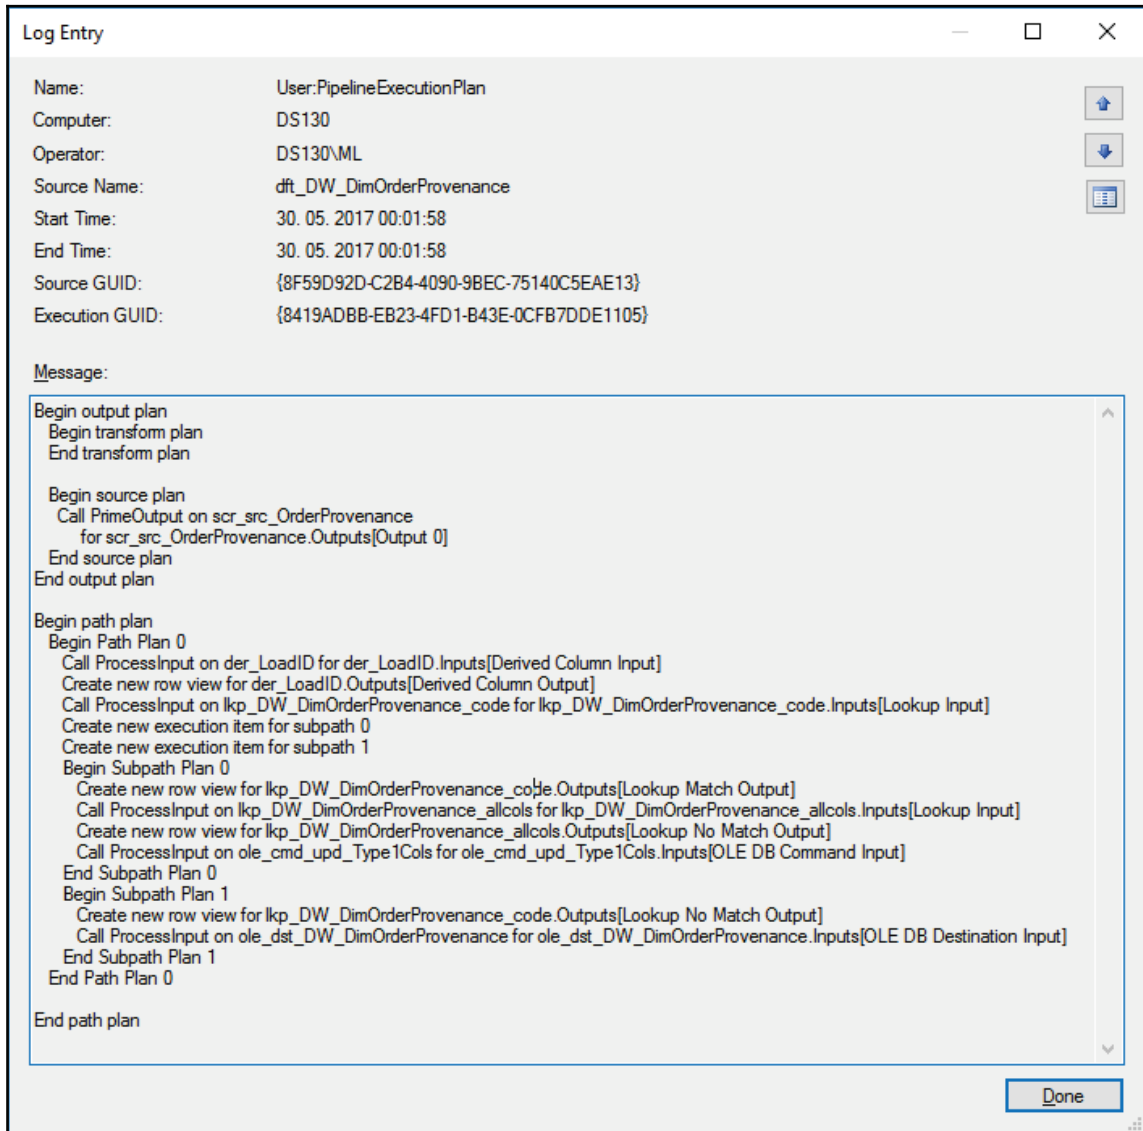 Log Entry
Name: User:PipelineExecutionPlan
Computer: DS130
Operator: DS130\ML
Source Name: dft_DW_DimOrderProvenance
Start Time: 30. 05. 2017 00:01:58
End Time: 30. 05. 2017 00:01:58
Source GUID: {8F59D92D-C2B4-4090-9BEC-75140C5EAE13}
Execution GUID: {8419ADBB-EB23-4FD1-B43E-0CFB7DDE1105}
Message:
Begin output plan
Begin transform plan
End transform plan
Begin source plan
Call PrimeOutput on scr_src_OrderProvenance
for scr_src_OrderProvenance.Outputs[Output 0]
End source plan
End output plan
Begin path plan
Begin Path Plan 0
Call ProcessInput on der_LoadID for der_LoadID.Inputs[Derived Column Input]
Create new row view for der_LoadID.Outputs[Derived Column Output]
Call ProcessInput on lkp_DW_DimOrderProvenance_code for lkp_DW_DimOrderProvenance_code.Inputs[Lookup Input]
Create new execution item for subpath 0
Create new execution item for subpath 1
Begin Subpath Plan 0
Create new row view for lkp_DW_DimOrderProvenance_code.Outputs[Lookup Match Output]
Call ProcessInput on lkp_DW_DimOrderProvenance_allcols for lkp_DW_DimOrderProvenance_allcols.Inputs[Lookup Input]
Create new row view for lkp_DW_DimOrderProvenance_allcols.Outputs[Lookup No Match Output]
Call ProcessInput on ole_cmd_upd_Type1Cols for ole_cmd_upd_Type1Cols.Inputs[OLE DB Command Input]
End Subpath Plan 0
Begin Subpath Plan 1
Create new row view for lkp_DW_DimOrderProvenance_code.Outputs[Lookup No Match Output]
Call ProcessInput on ole_dst_DW_DimOrderProvenance for ole_dst_DW_DimOrderProvenance.Inputs[OLE DB Destination Input]
End Subpath Plan 1
End Path Plan 0
End path plan
Done